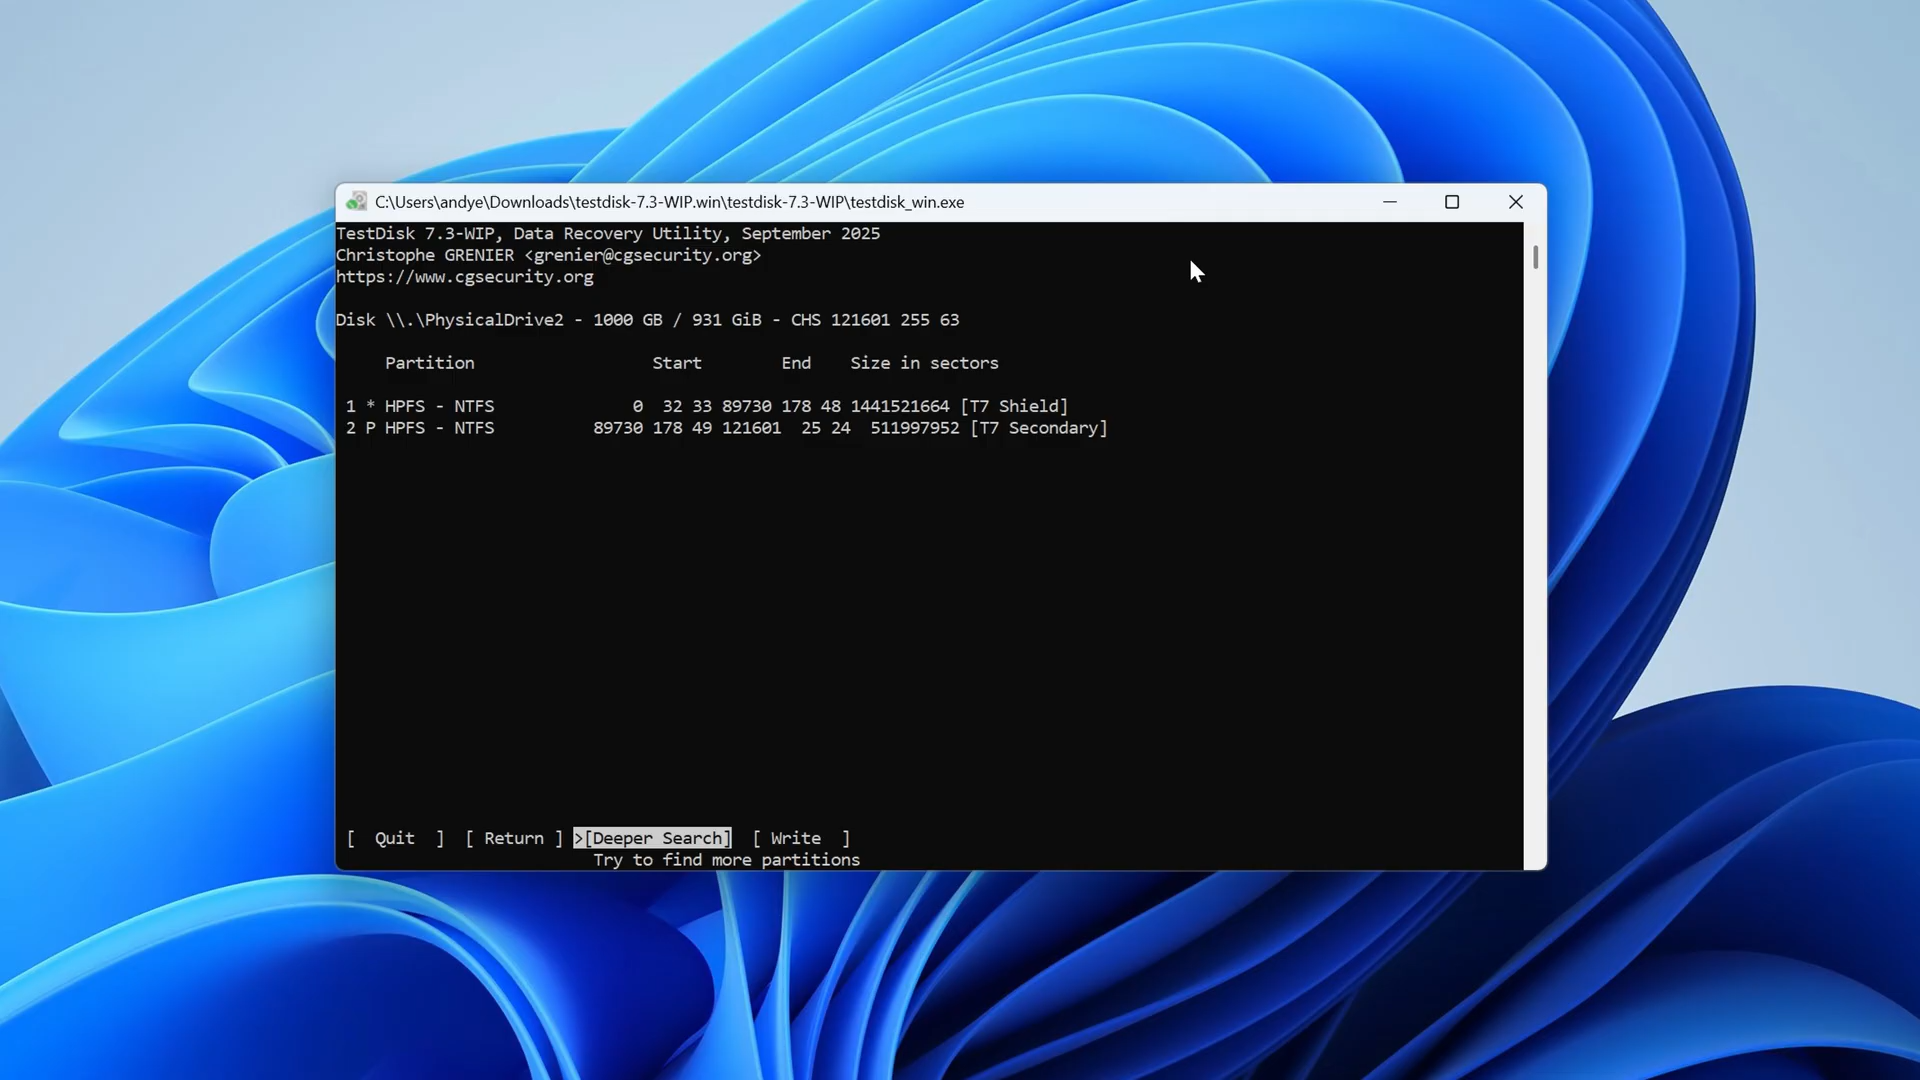 C:\Users\andye\Downloads\testdisk-7.3-WIP.win\testdisk-7.3-WIP\testdisk_win.exe
TestDisk 7.3-WIP, Data Recovery Utility, September 2025
Christophe GRENIER <grenier@cgsecurity.org>
https://www.cgsecurity.org
Disk \\.\PhysicalDrive2 - 1000 GB / 931 GiB - CHS 121601 255 63
Partition Start End Size in sectors
1 * HPFS - NTFS 0 32 33 89730 178 48 1441521664 [T7 Shield]
2 P HPFS - NTFS 89730 178 49 121601 25 24 511997952 [T7 Secondary]
[ Quit ] [ Return ] >[Deeper Search] [ Write ]
Try to find more partitions